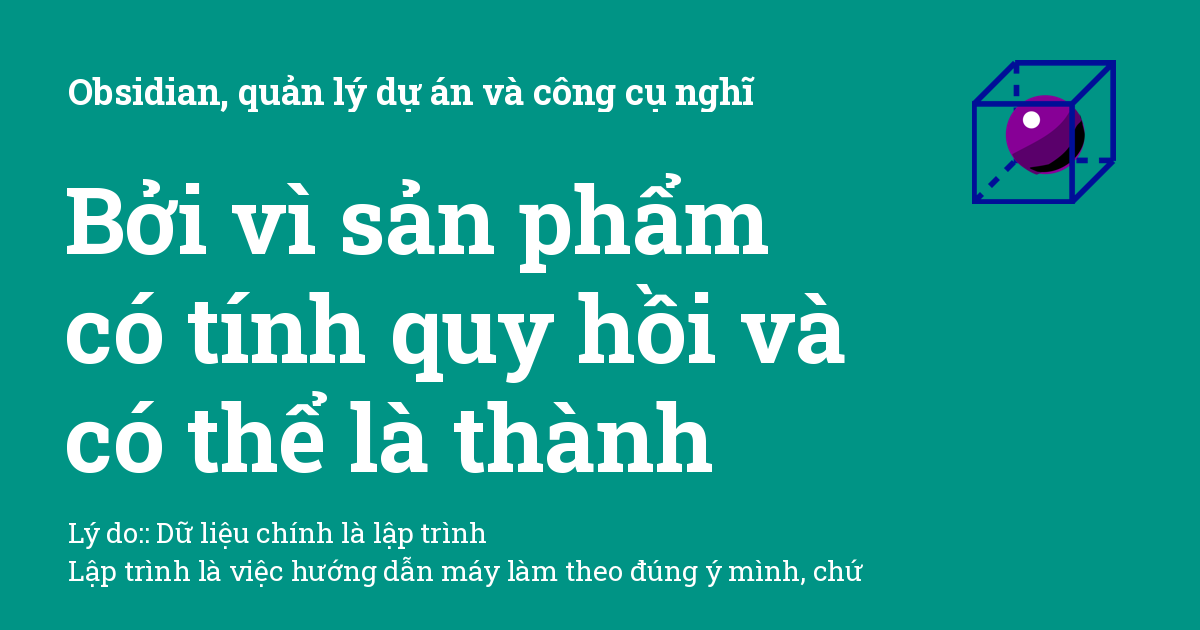 Obsidian, quản lý dự án và công cụ nghĩ
Bởi vì sản phẩm
có tính quy hồi và
có thể là thành
Lý do:: Dữ liệu chính là lập trình
Lập trình là việc hướng dẫn máy làm theo đúng ý mình, chứ